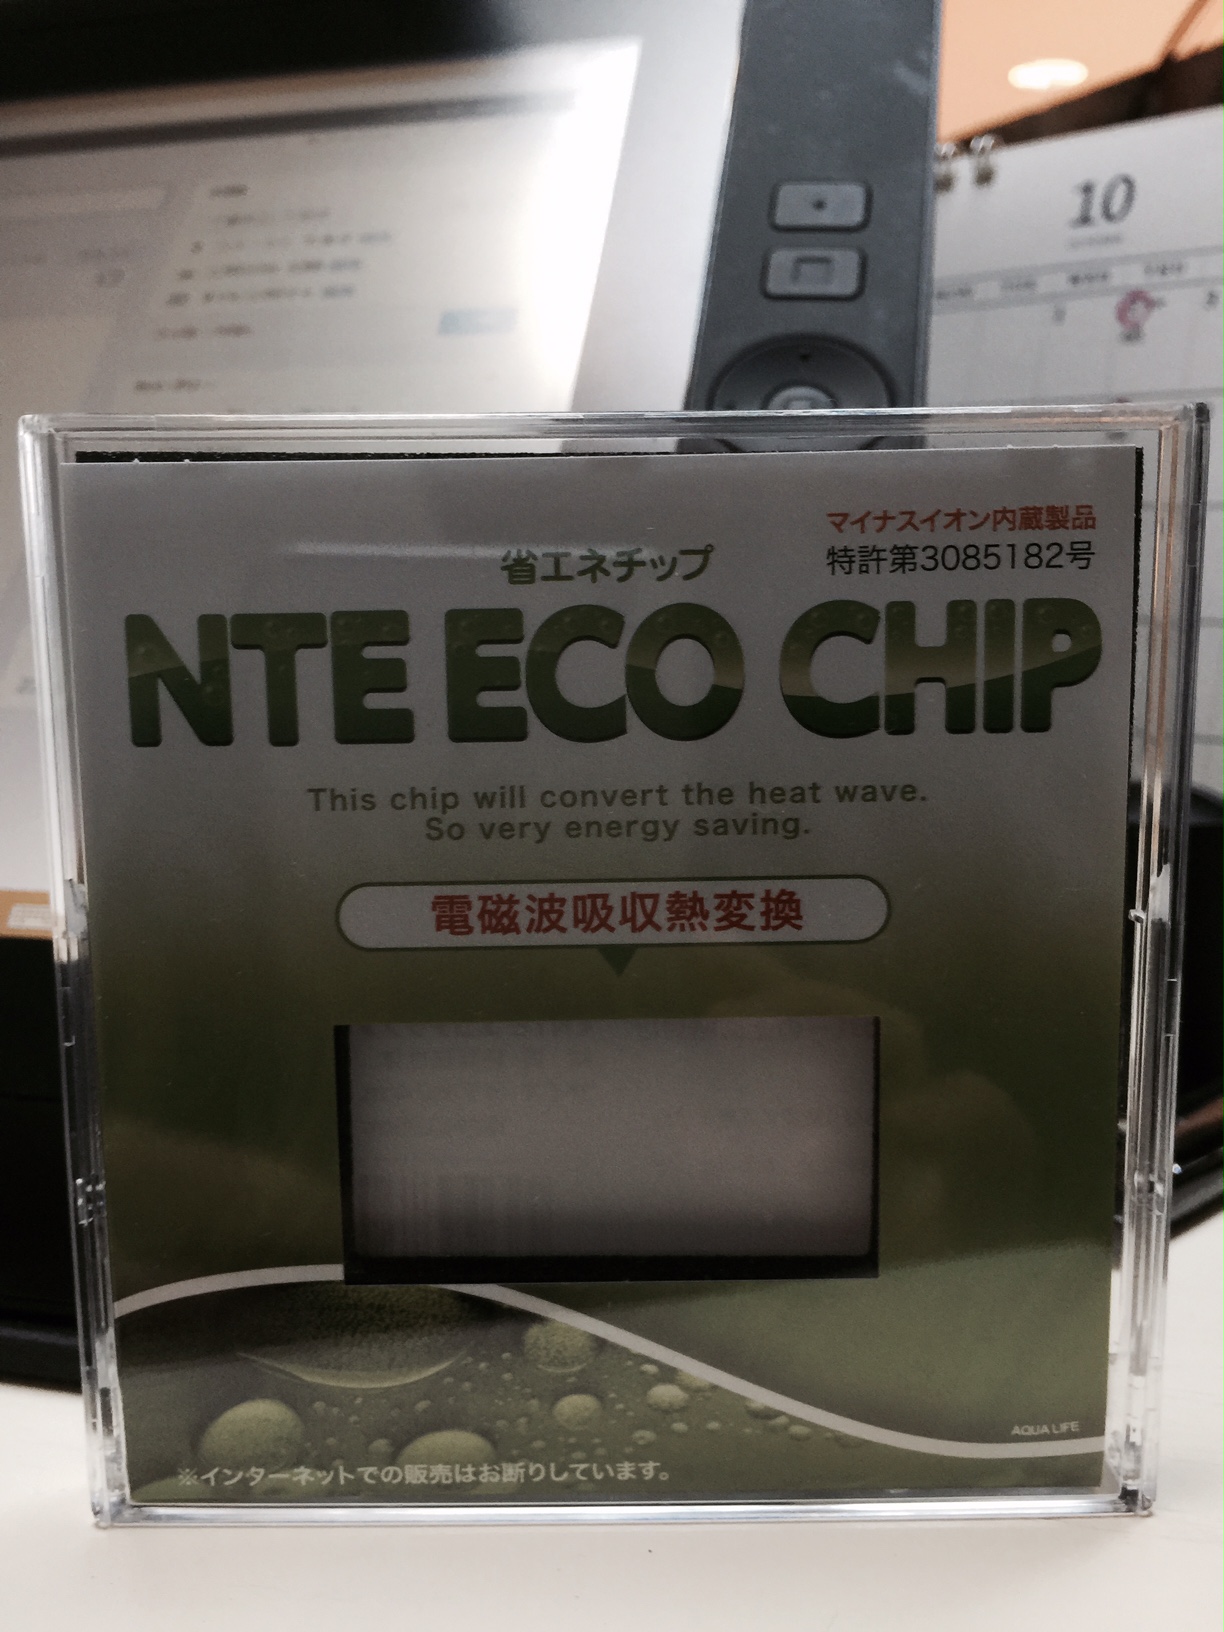 10
マイナスイオン内蔵製品
特許第3085182号
省エネチップ
NTE ECO CHIP
This chip will convert the heat wave.
So very energy saving.
電磁波吸収熱変換
AQUA LIFE
※インターネットでの販売はお断りしています。